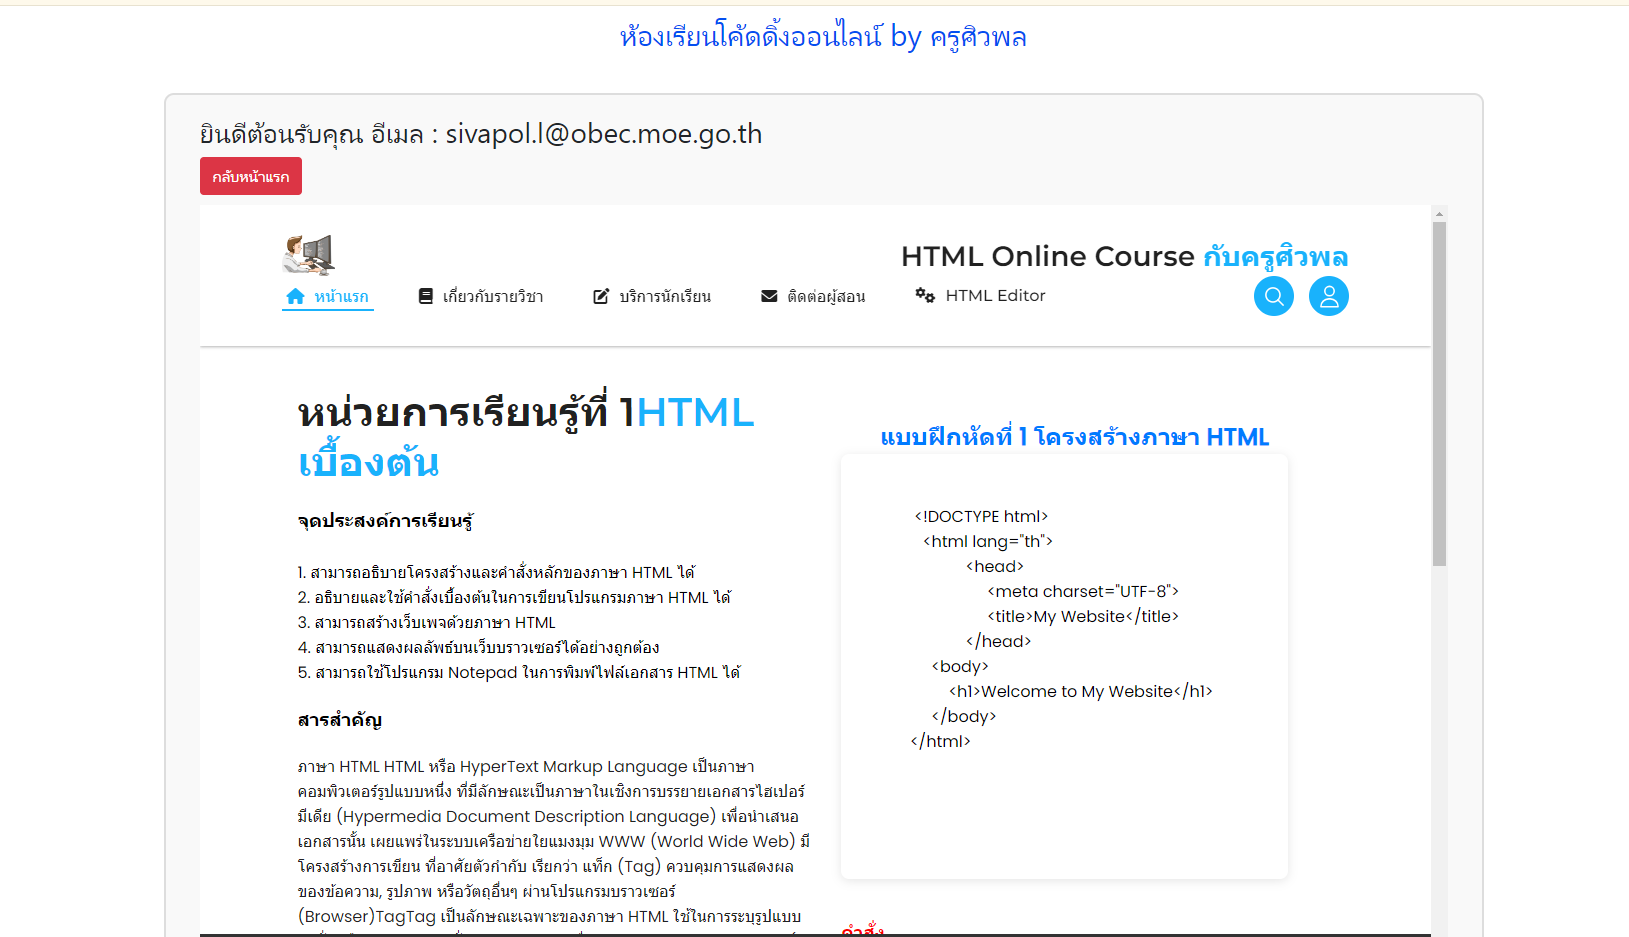 ห้องเรียนโค้ดดิ้งออนไลน์ by ครูศิวพล
ยินดีต้อนรับคุณ อีเมล : sivapol.l@obec.moe.go.th
กลับหน้าแรก
HTML Online Course กับครูศิวพล
หน้าแรก
เกี่ยวกับรายวิชา
บริการนักเรียน
ติดต่อผู้สอน
HTML Editor
หน่วยการเรียนรู้ที่ 1HTML
เบื้องต้น
จุดประสงค์การเรียนรู้
1. สามารถอธิบายโครงสร้างและคำสั่งหลักของภาษา HTML ได้
2. อธิบายและใช้คำสั่งเบื้องต้นในการเขียนโปรแกรมภาษา HTML ได้
3. สามารถสร้างเว็บเพจด้วยภาษา HTML
4. สามารถแสดงผลลัพธ์บนเว็บบราวเซอร์ได้อย่างถูกต้อง
5. สามารถใช้โปรแกรม Notepad ในการพิมพ์ไฟล์เอกสาร HTML ได้
สารสำคัญ
ภาษา HTML HTML หรือ HyperText Markup Language เป็นภาษา
คอมพิวเตอร์รูปแบบหนึ่ง ที่มีลักษณะเป็นภาษาในเชิงการบรรยายเอกสารไฮเปอร์
มีเดีย (Hypermedia Document Description Language) เพื่อนำเสนอ
เอกสารนั้น เผยแพร่ในระบบเครือข่ายใยแมงมุม WWW (World Wide Web) มี
โครงสร้างการเขียน ที่อาศัยตัวกำกับ เรียกว่า แท็ก (Tag) ควบคุมการแสดงผล
ของข้อความ, รูปภาพ หรือวัตถุอื่นๆ ผ่านโปรแกรมบราวเซอร์
(Browser)TagTag เป็นลักษณะเฉพาะของภาษา HTML ใช้ในการระบุรูปแบบ
แบบฝึกหัดที่ 1 โครงสร้างภาษา HTML
<!DOCTYPE html>
<html lang="th">
<head>
<meta charset="UTF-8">
<title>My Website</title>
</head>
<body>
<h1>Welcome to My Website</h1>
</body>
</html>
คำสั่ง